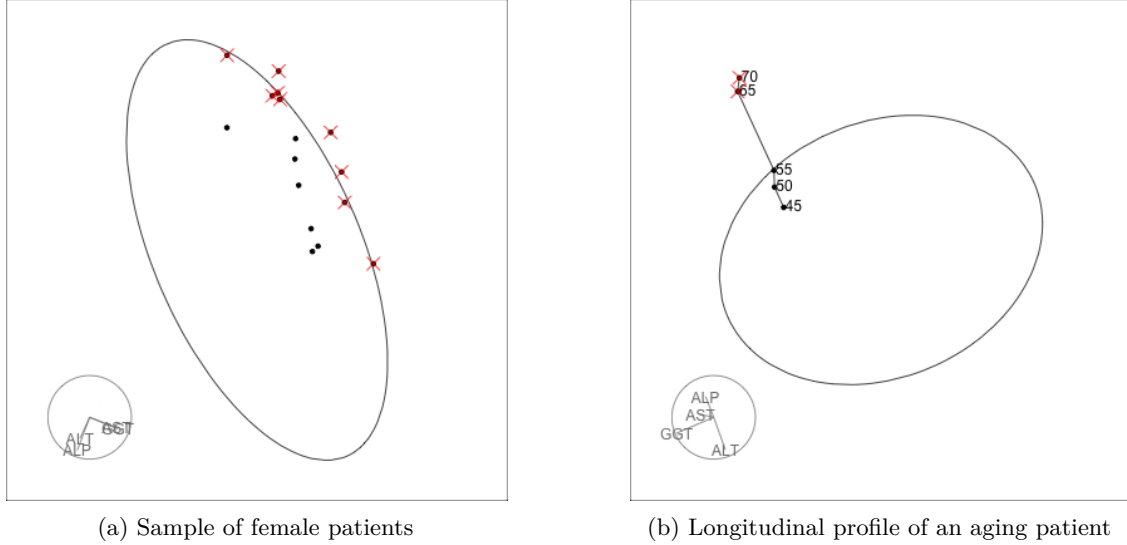 AST
GGT
ALT
ALP
70
65
55
50
45
ALP
AST
GGT
ALT
(a) Sample of female patients
(b) Longitudinal profile of an aging patient